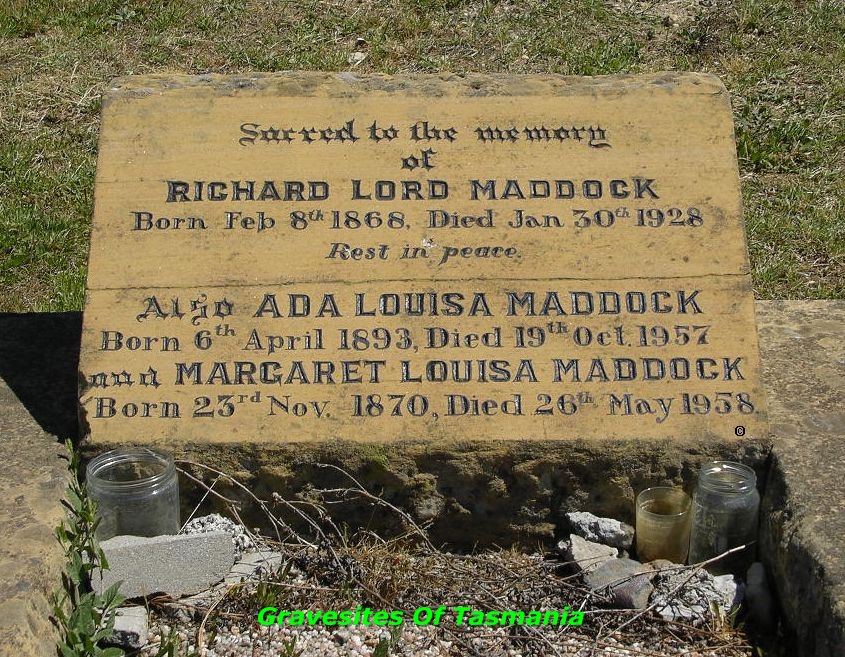 Sacred to the memory
of
RICHARD LORD MADDOCK
Born Feb 8th 1868, Died Jan 30th 1928
Rest in peace.
Also ADA LOUISA MADDOCK
Born 6th April 1893, Died 19th Oct. 1957
and MARGARET LOUISA MADDOCK
Born 23rd Nov. 1870, Died 26th May 1958.
Gravesites Of Tasmania